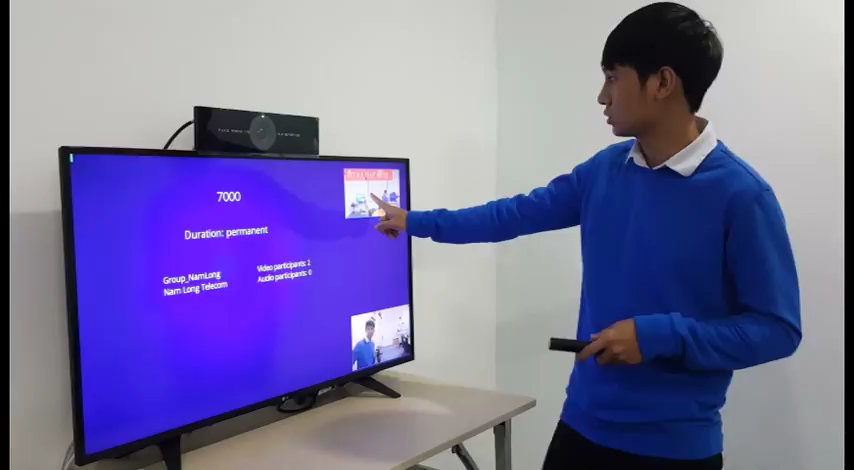 7000
Duration: permanent
Group_NamLong
Nam Long Telecom
Video participants: 2
Audio participants: 0